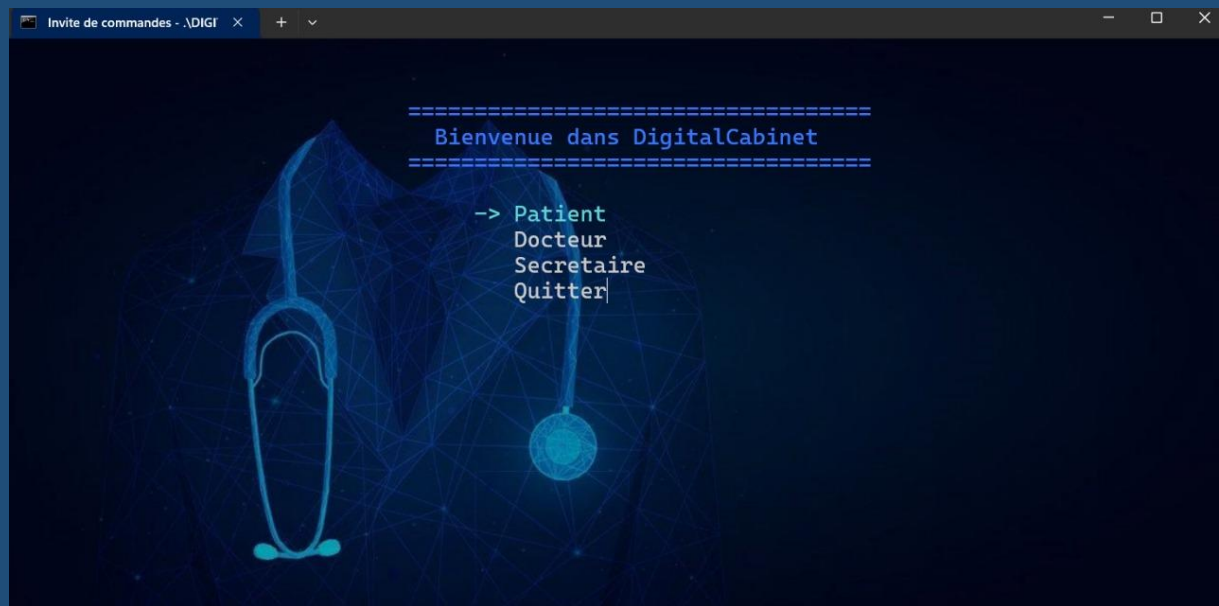 Invite de commandes - .\DIGI
===================================
Bienvenue dans DigitalCabinet
===================================
-> Patient
Docteur
Secretaire
Quitter